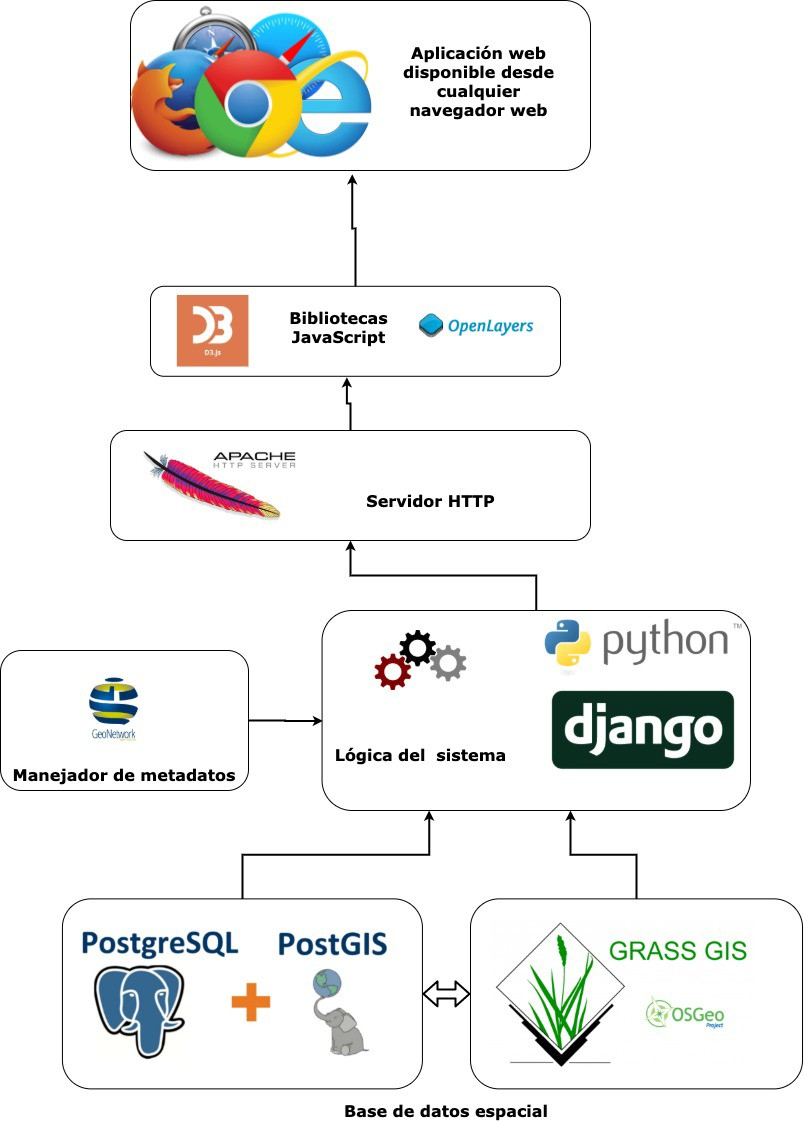 Aplicación web
disponible desde
cualquier
navegador web
D3.js
Bibliotecas
JavaScript
OpenLayers
APACHE
HTTP SERVER
Servidor HTTP
python™
django
Lógica del  sistema
GeoNetwork
Manejador de metadatos
PostgreSQL
PostGIS
GRASS GIS
OSGeo
Project
Base de datos espacial